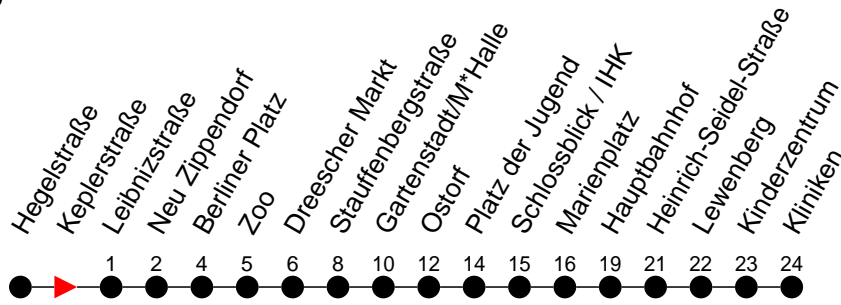 Hegelstraße
Keplerstraße
Leibnizstraße
Neu Zippendorf
Berliner Platz
Zoo
Dreescher Markt
Stauffenbergstraße
Gartenstadt/M*Halle
Ostorf
Platz der Jugend
Schlossblick / IHK
Marienplatz
Hauptbahnhof
Heinrich-Seidel-Straße
Lewenberg
Kinderzentrum
Kliniken
1 2 4 5 6 8 10 12 14 15 16 19 21 22 23 24